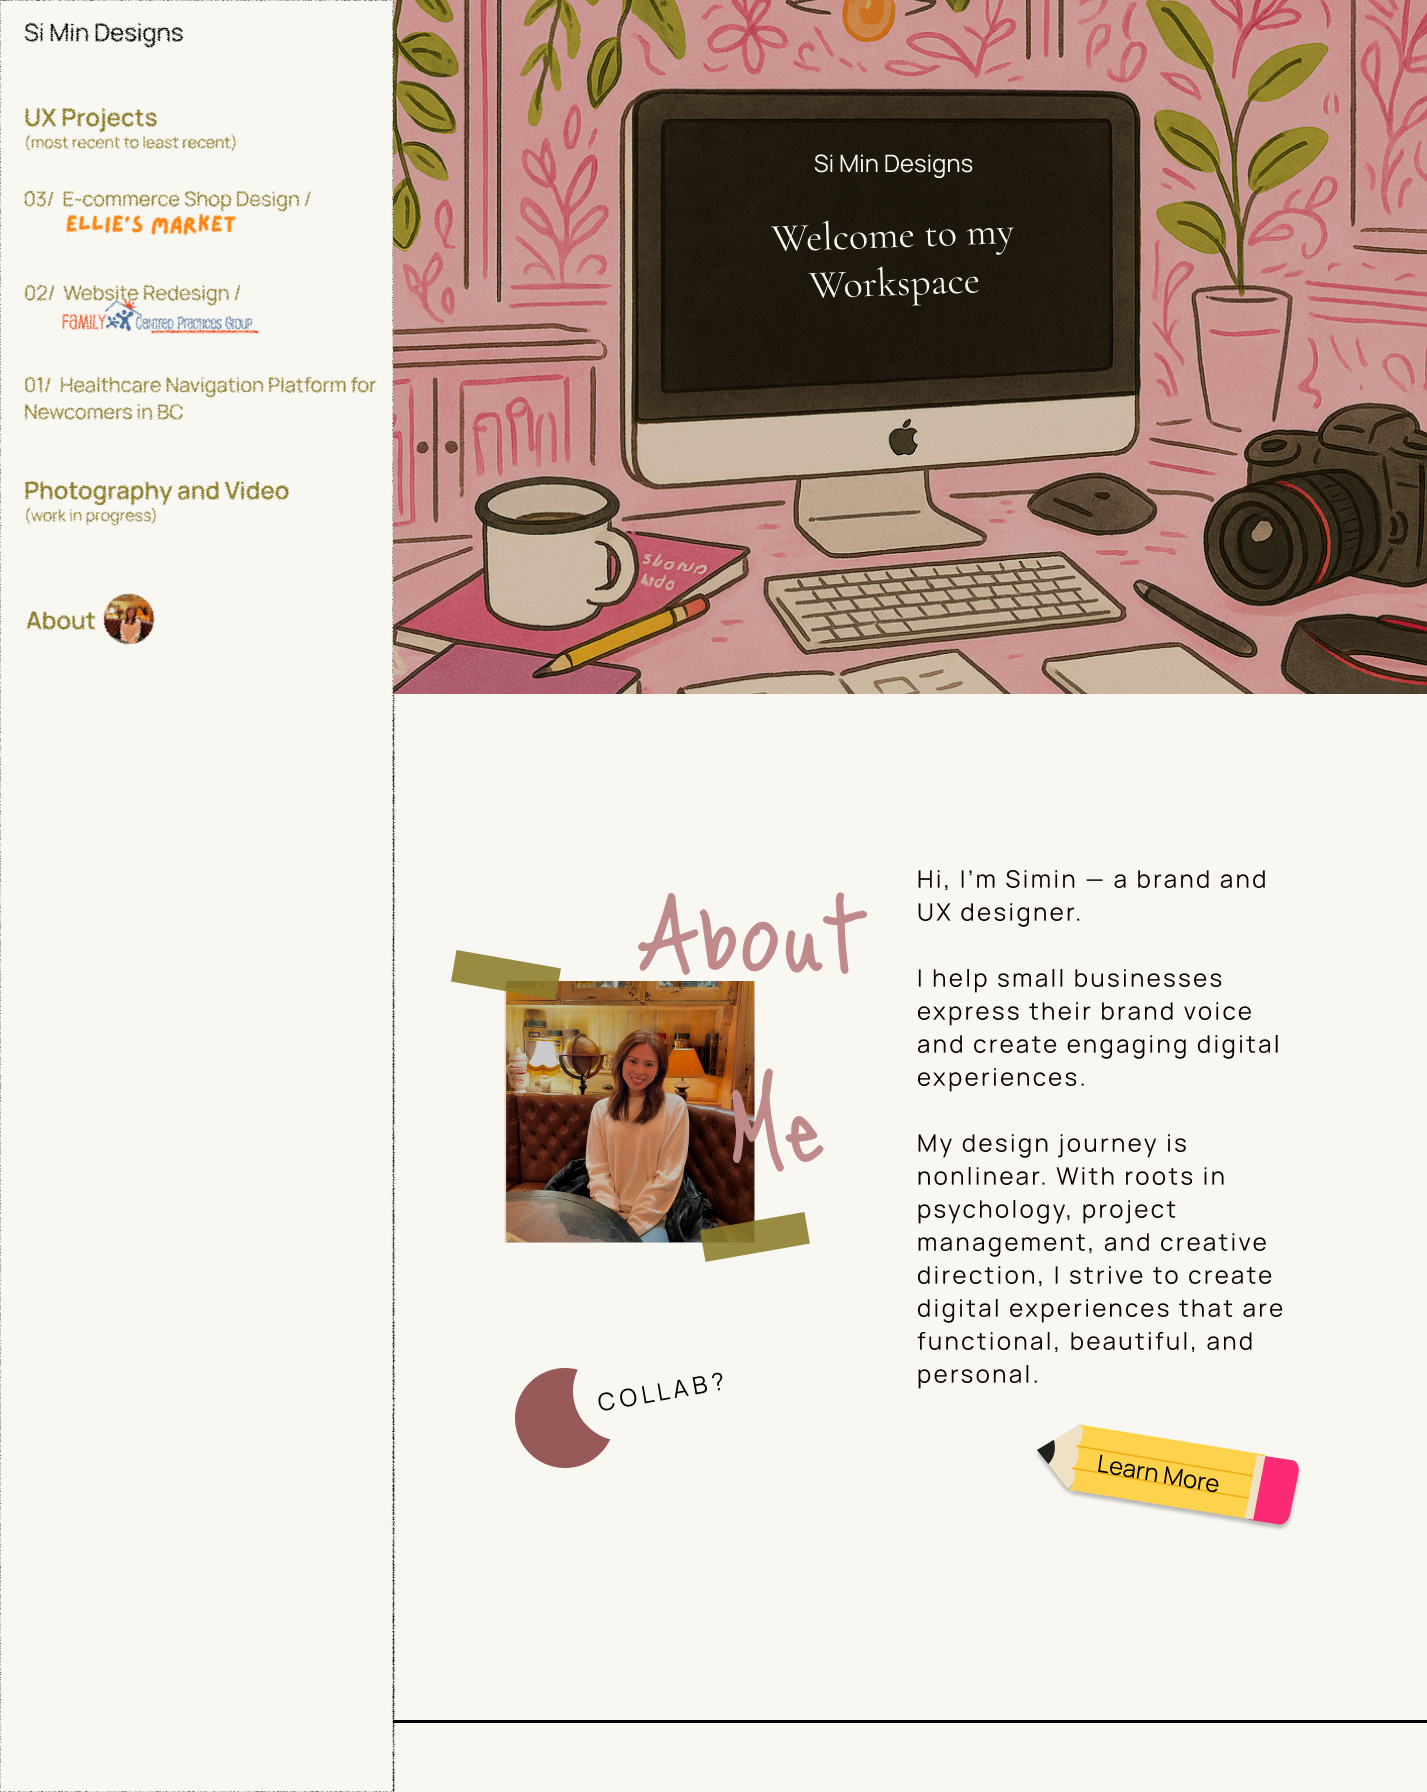 Si Min Designs
UX Projects
(most recent to least recent)
03/ E-commerce Shop Design /
ELLIE'S MARKET
02/ Website Redesign /
FAMILY Centred Practices Group
01/ Healthcare Navigation Platform for
Newcomers in BC
Photography and Video
(work in progress)
About
Si Min Designs
Welcome to my
Workspace
About
Me
COLLAB?
Hi, I’m Simin — a brand and
UX designer.
I help small businesses
express their brand voice
and create engaging digital
experiences.
My design journey is
nonlinear. With roots in
psychology, project
management, and creative
direction, I strive to create
digital experiences that are
functional, beautiful, and
personal.
Learn More